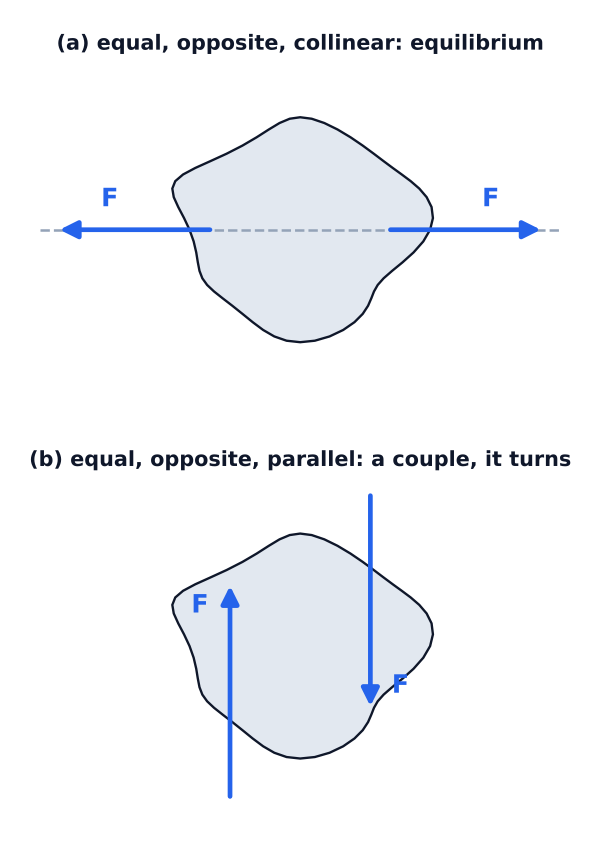 (a) equal, opposite, collinear: equilibrium
F F
(b) equal, opposite, parallel: a couple, it turns
F
F